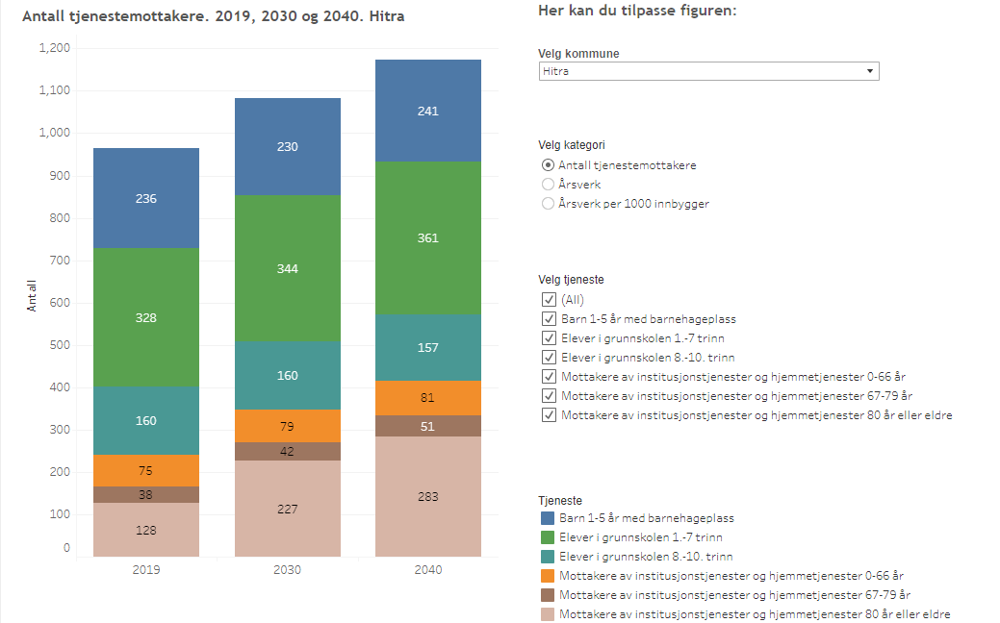 Antall tjenestemottakere. 2019, 2030 og 2040. Hitra
1,200
1,100
1,000
900
800
700
600
500
400
300
200
100
0
Antall
236
328
160
75
38
128
230
344
160
79
42
227
241
361
157
81
51
283
2019
2030
2040
Her kan du tilpasse figuren:
Velg kommune
Hitra
Velg kategori
Antall tjenestemottakere
Årsverk
Årsverk per 1000 innbygger
Velg tjeneste
(All)
Barn 1-5 år med barnehageplass
Elever i grunnskolen 1.-7 trinn
Elever i grunnskolen 8.-10. trinn
Mottakere av institusjonstjenester og hjemmetjenester 0-66 år
Mottakere av institusjonstjenester og hjemmetjenester 67-79 år
Mottakere av institusjonstjenester og hjemmetjenester 80 år eller eldre
Tjeneste
Barn 1-5 år med barnehageplass
Elever i grunnskolen 1.-7 trinn
Elever i grunnskolen 8.-10. trinn
Mottakere av institusjonstjenester og hjemmetjenester 0-66 år
Mottakere av institusjonstjenester og hjemmetjenester 67-79 år
Mottakere av institusjonstjenester og hjemmetjenester 80 år eller eldre